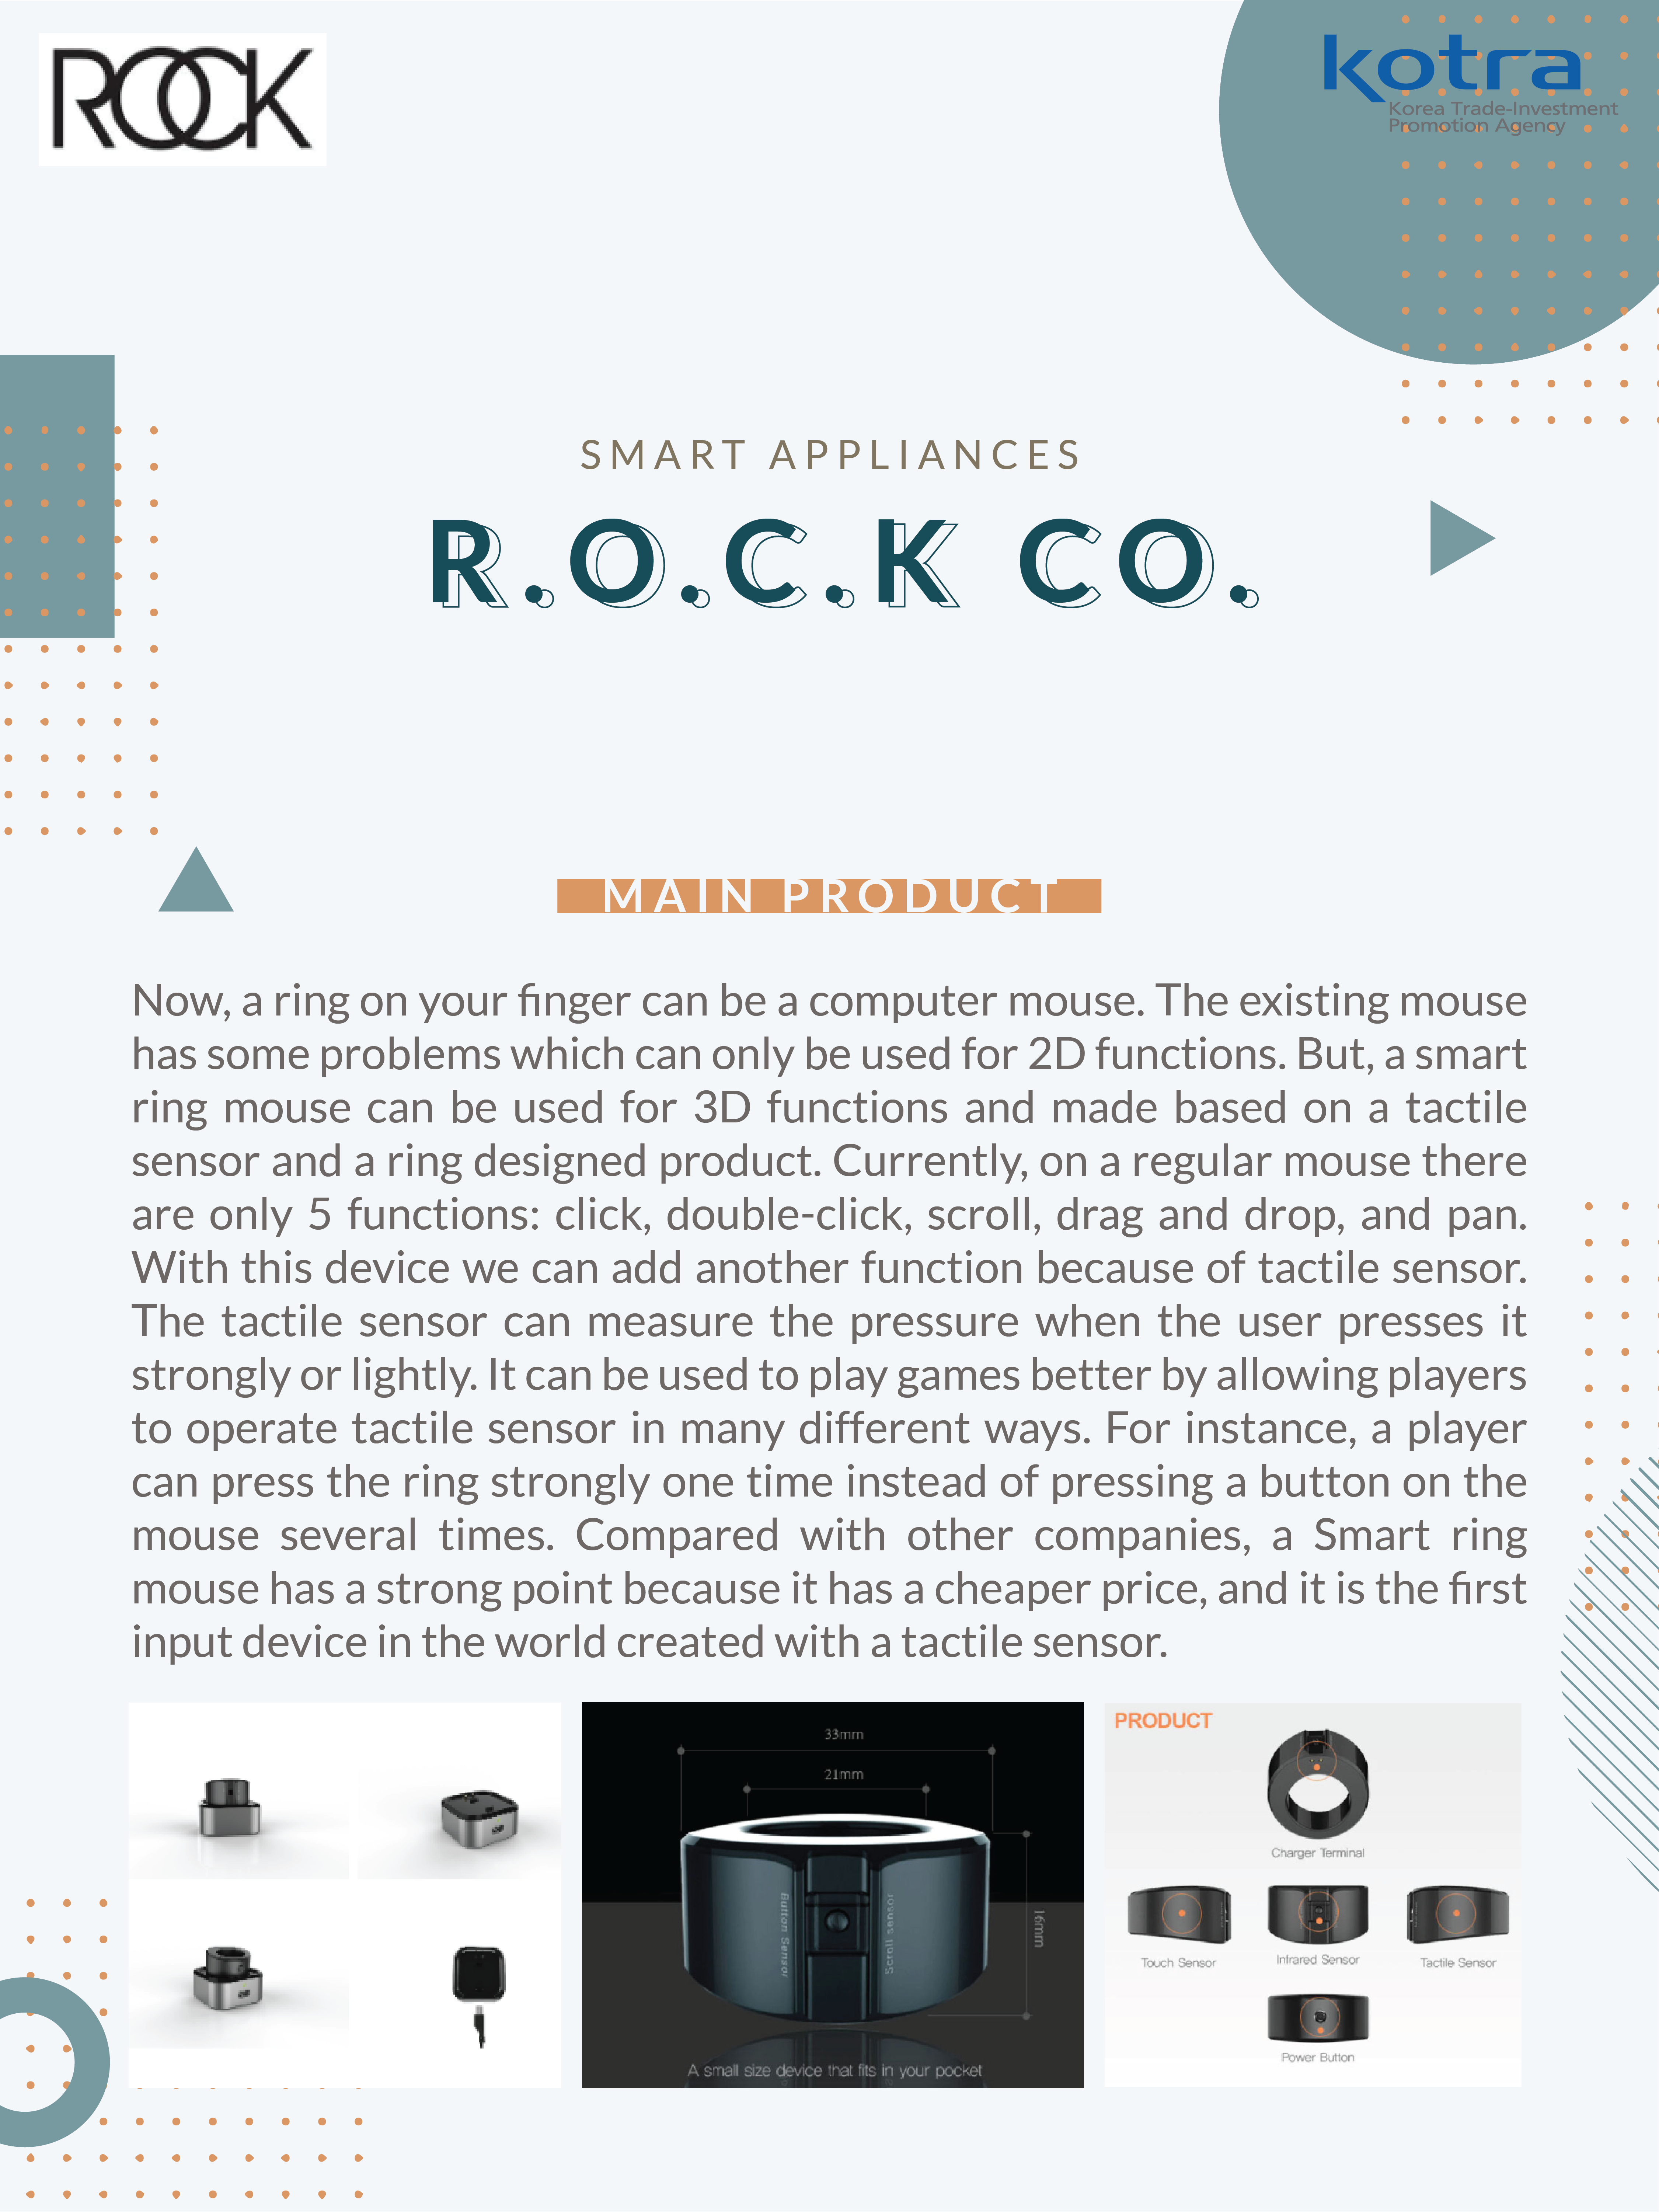 ROCK
kotra
Korea Trade-Investment
Promotion Agency
SMART APPLIANCES
R.O.C.K CO.
MAIN PRODUCT
Now, a ring on your finger can be a computer mouse. The existing mouse
has some problems which can only be used for 2D functions. But, a smart
ring mouse can be used for 3D functions and made based on a tactile
sensor and a ring designed product. Currently, on a regular mouse there
are only 5 functions: click, double-click, scroll, drag and drop, and pan.
With this device we can add another function because of tactile sensor.
The tactile sensor can measure the pressure when the user presses it
strongly or lightly. It can be used to play games better by allowing players
to operate tactile sensor in many different ways. For instance, a player
can press the ring strongly one time instead of pressing a button on the
mouse several times. Compared with other companies, a Smart ring
mouse has a strong point because it has a cheaper price, and it is the first
input device in the world created with a tactile sensor.
33mm
21mm
16mm
Button Sensor
Scroll sensor
A small size device that fits in your pocket
PRODUCT
Charger Terminal
Touch Sensor
Infrared Sensor
Tactile Sensor
Power Button